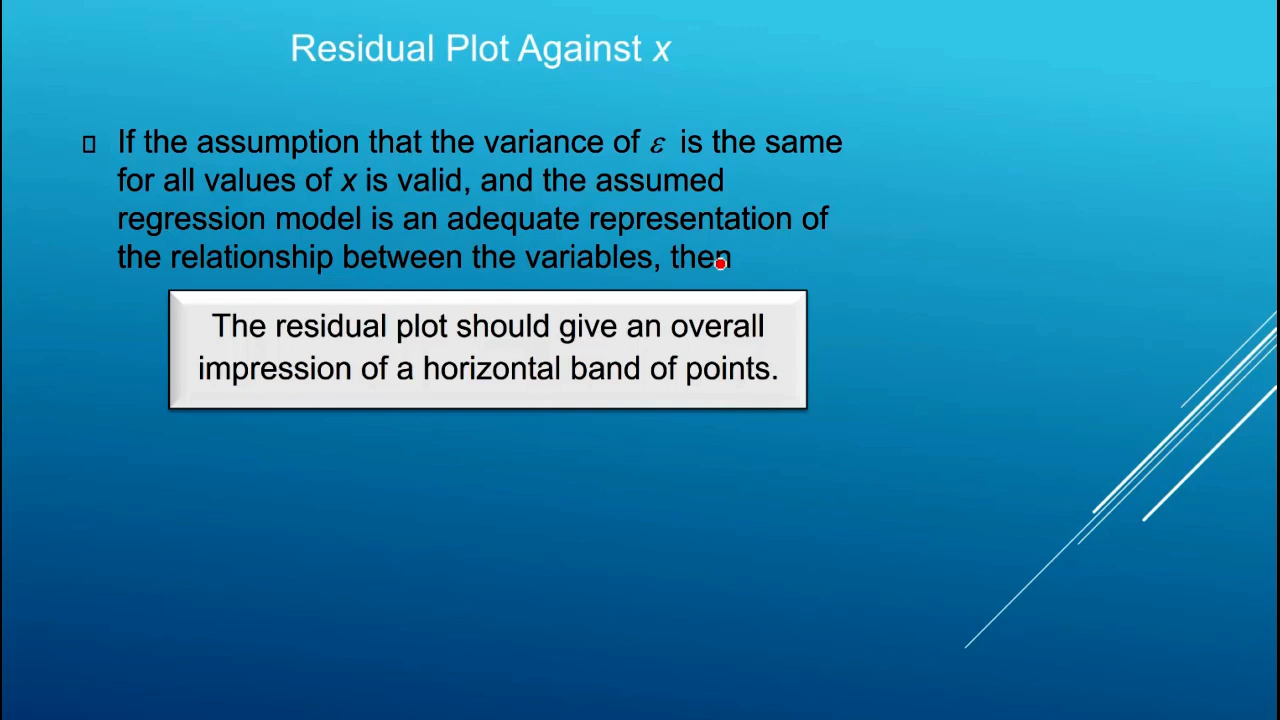 Residual Plot Against x
If the assumption that the variance of ε is the same
for all values of x is valid, and the assumed
regression model is an adequate representation of
the relationship between the variables, then
The residual plot should give an overall
impression of a horizontal band of points.